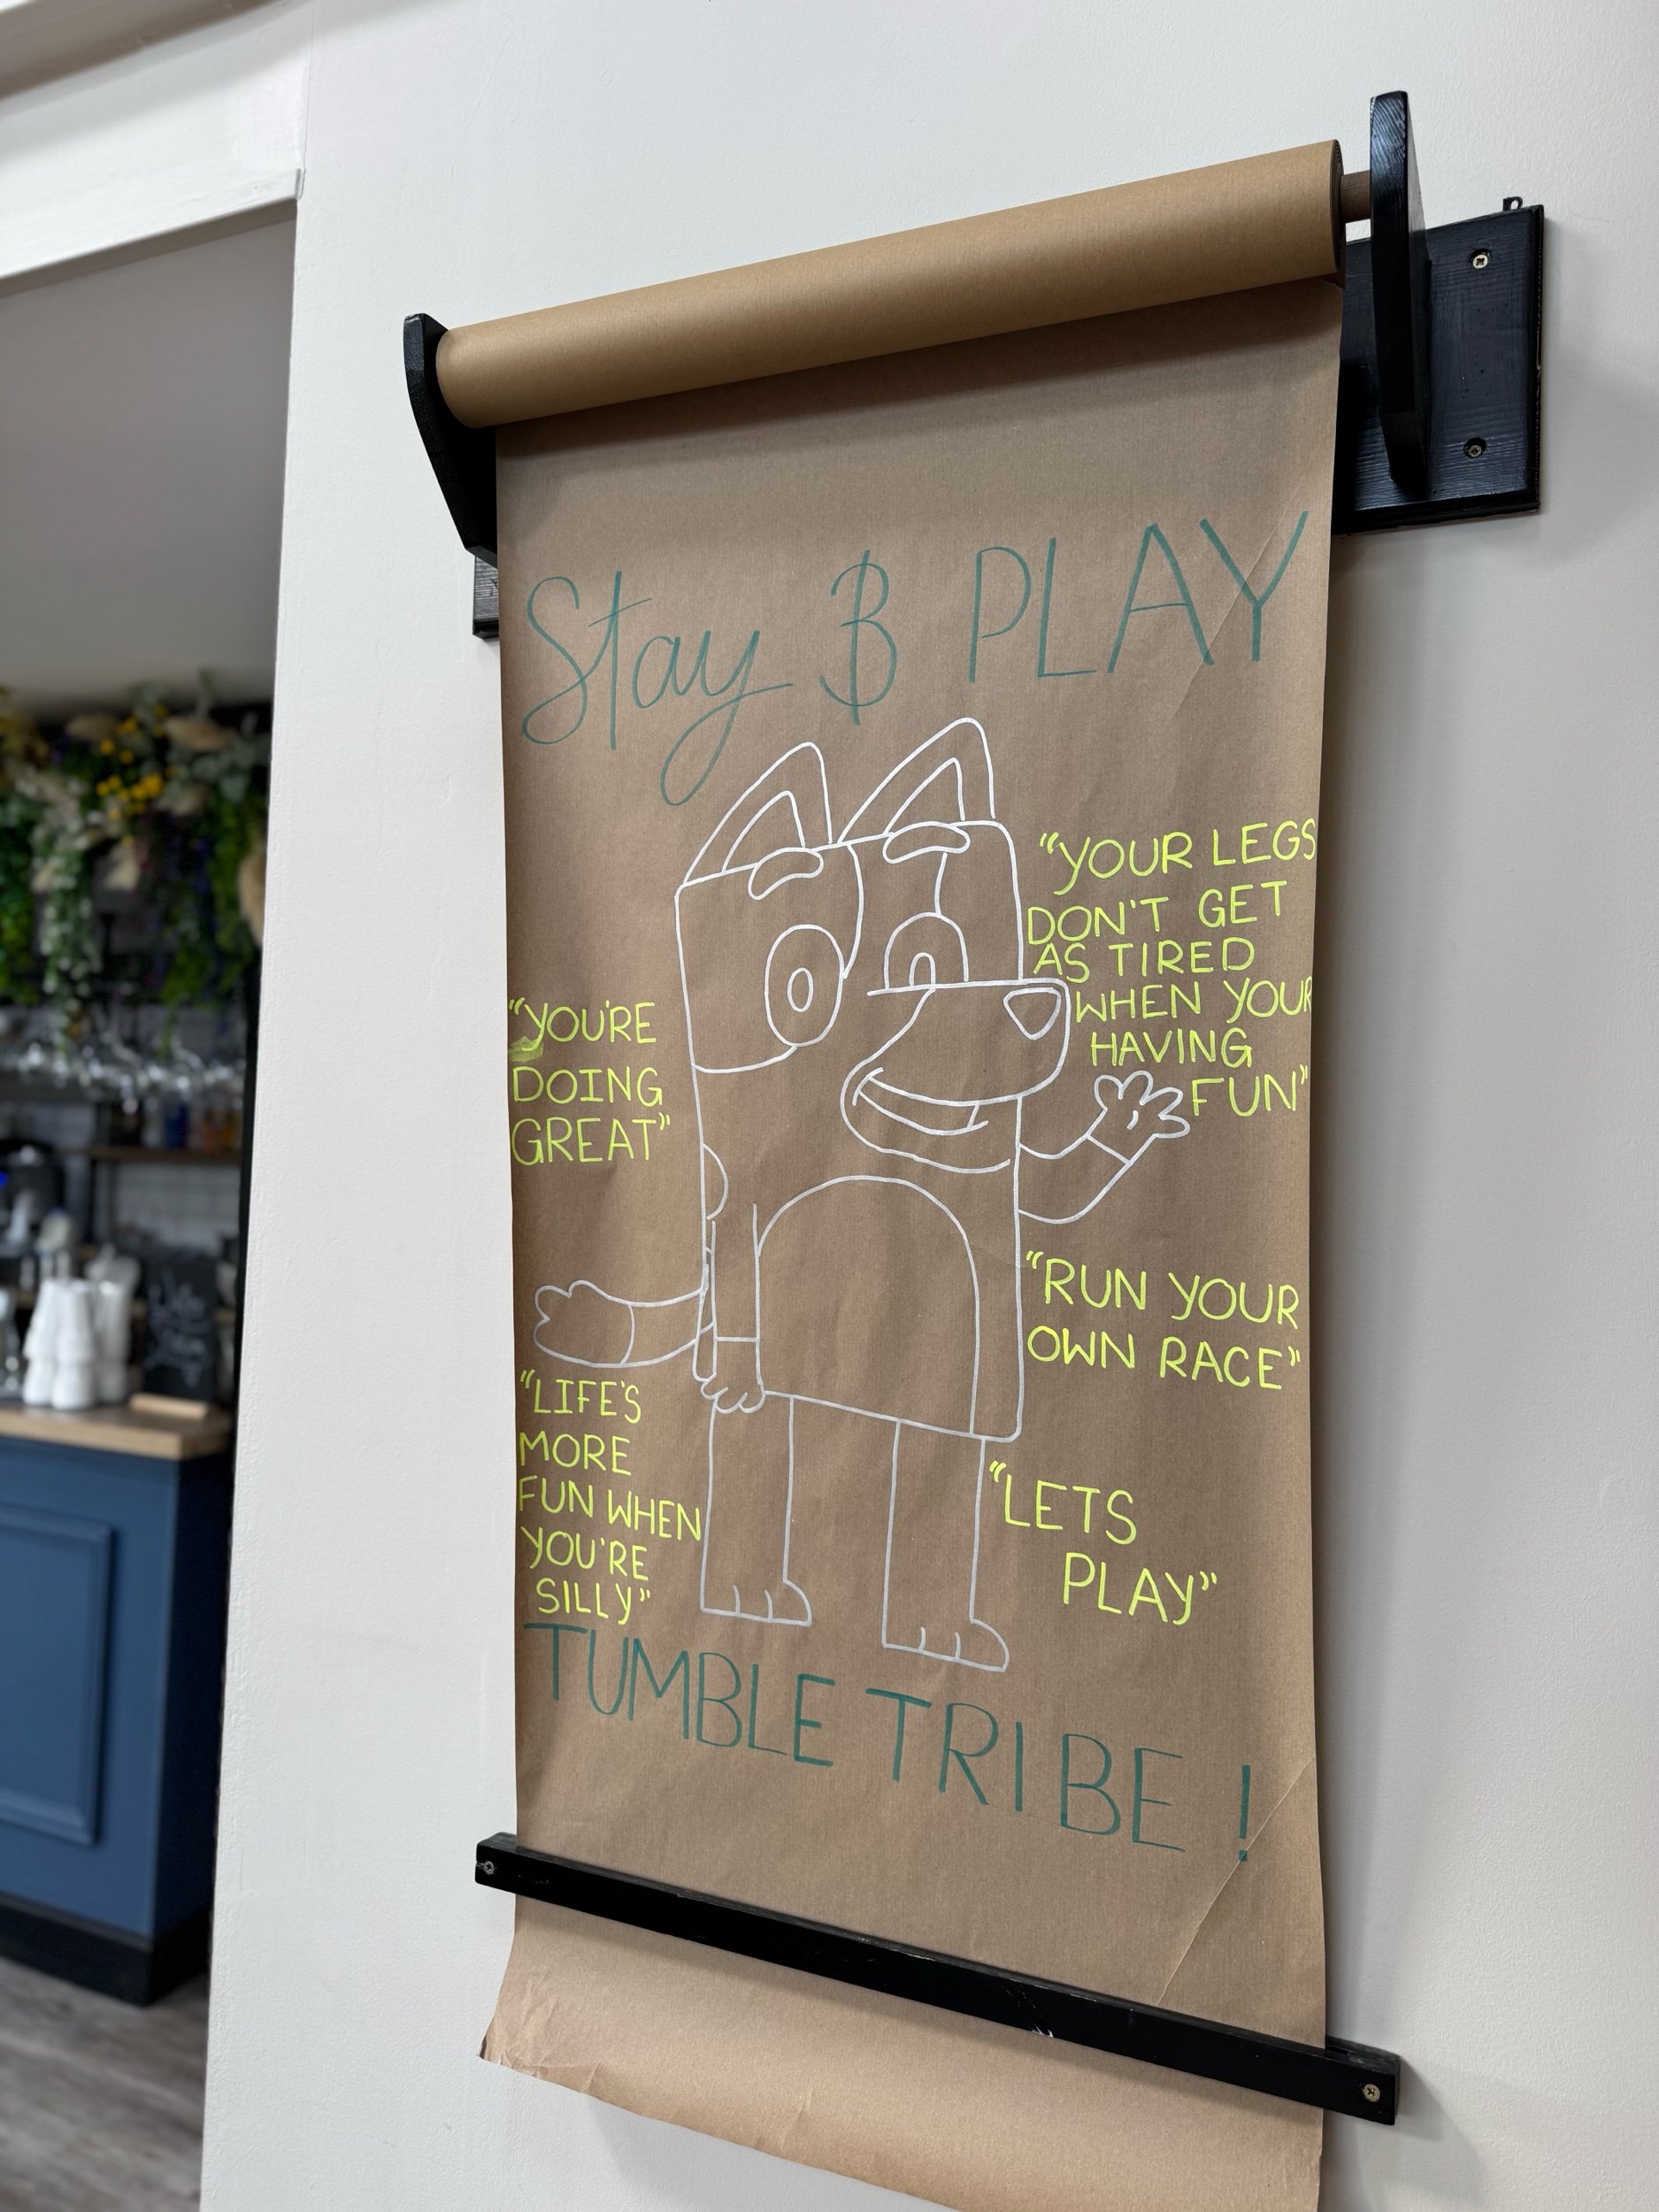 Stay & PLAY
"YOUR LEGS
DON'T GET
AS TIRED
WHEN YOUR
HAVING
FUN"
"YOU'RE
DOING
GREAT"
"RUN YOUR
OWN RACE"
"LIFE'S
MORE
FUN WHEN
YOU'RE
SILLY"
"LETS
PLAY"
TUMBLE TRIBE !